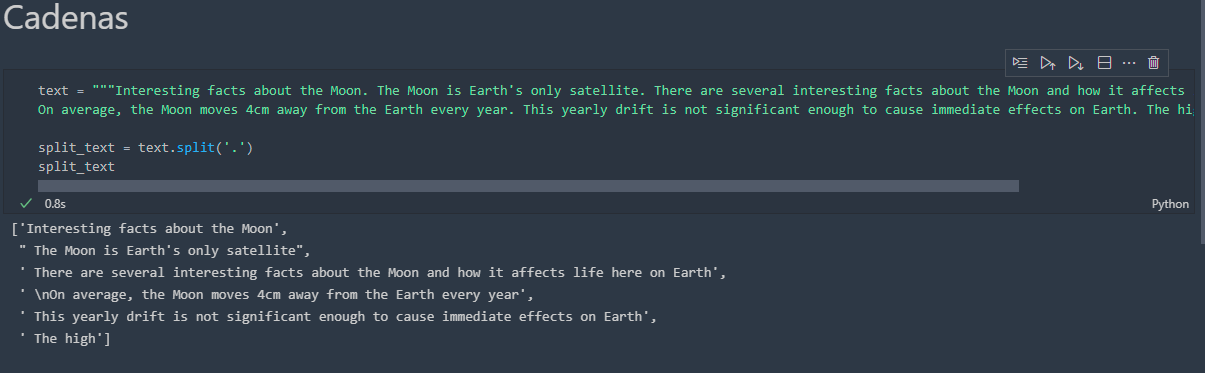 Cadenas
text = """Interesting facts about the Moon. The Moon is Earth's only satellite. There are several interesting facts about the Moon and how it affects
On average, the Moon moves 4cm away from the Earth every year. This yearly drift is not significant enough to cause immediate effects on Earth. The hi
split_text = text.split('.')
split_text
0.8s
Python
['Interesting facts about the Moon',
" The Moon is Earth's only satellite",
' There are several interesting facts about the Moon and how it affects life here on Earth',
' \nOn average, the Moon moves 4cm away from the Earth every year',
' This yearly drift is not significant enough to cause immediate effects on Earth',
' The high']